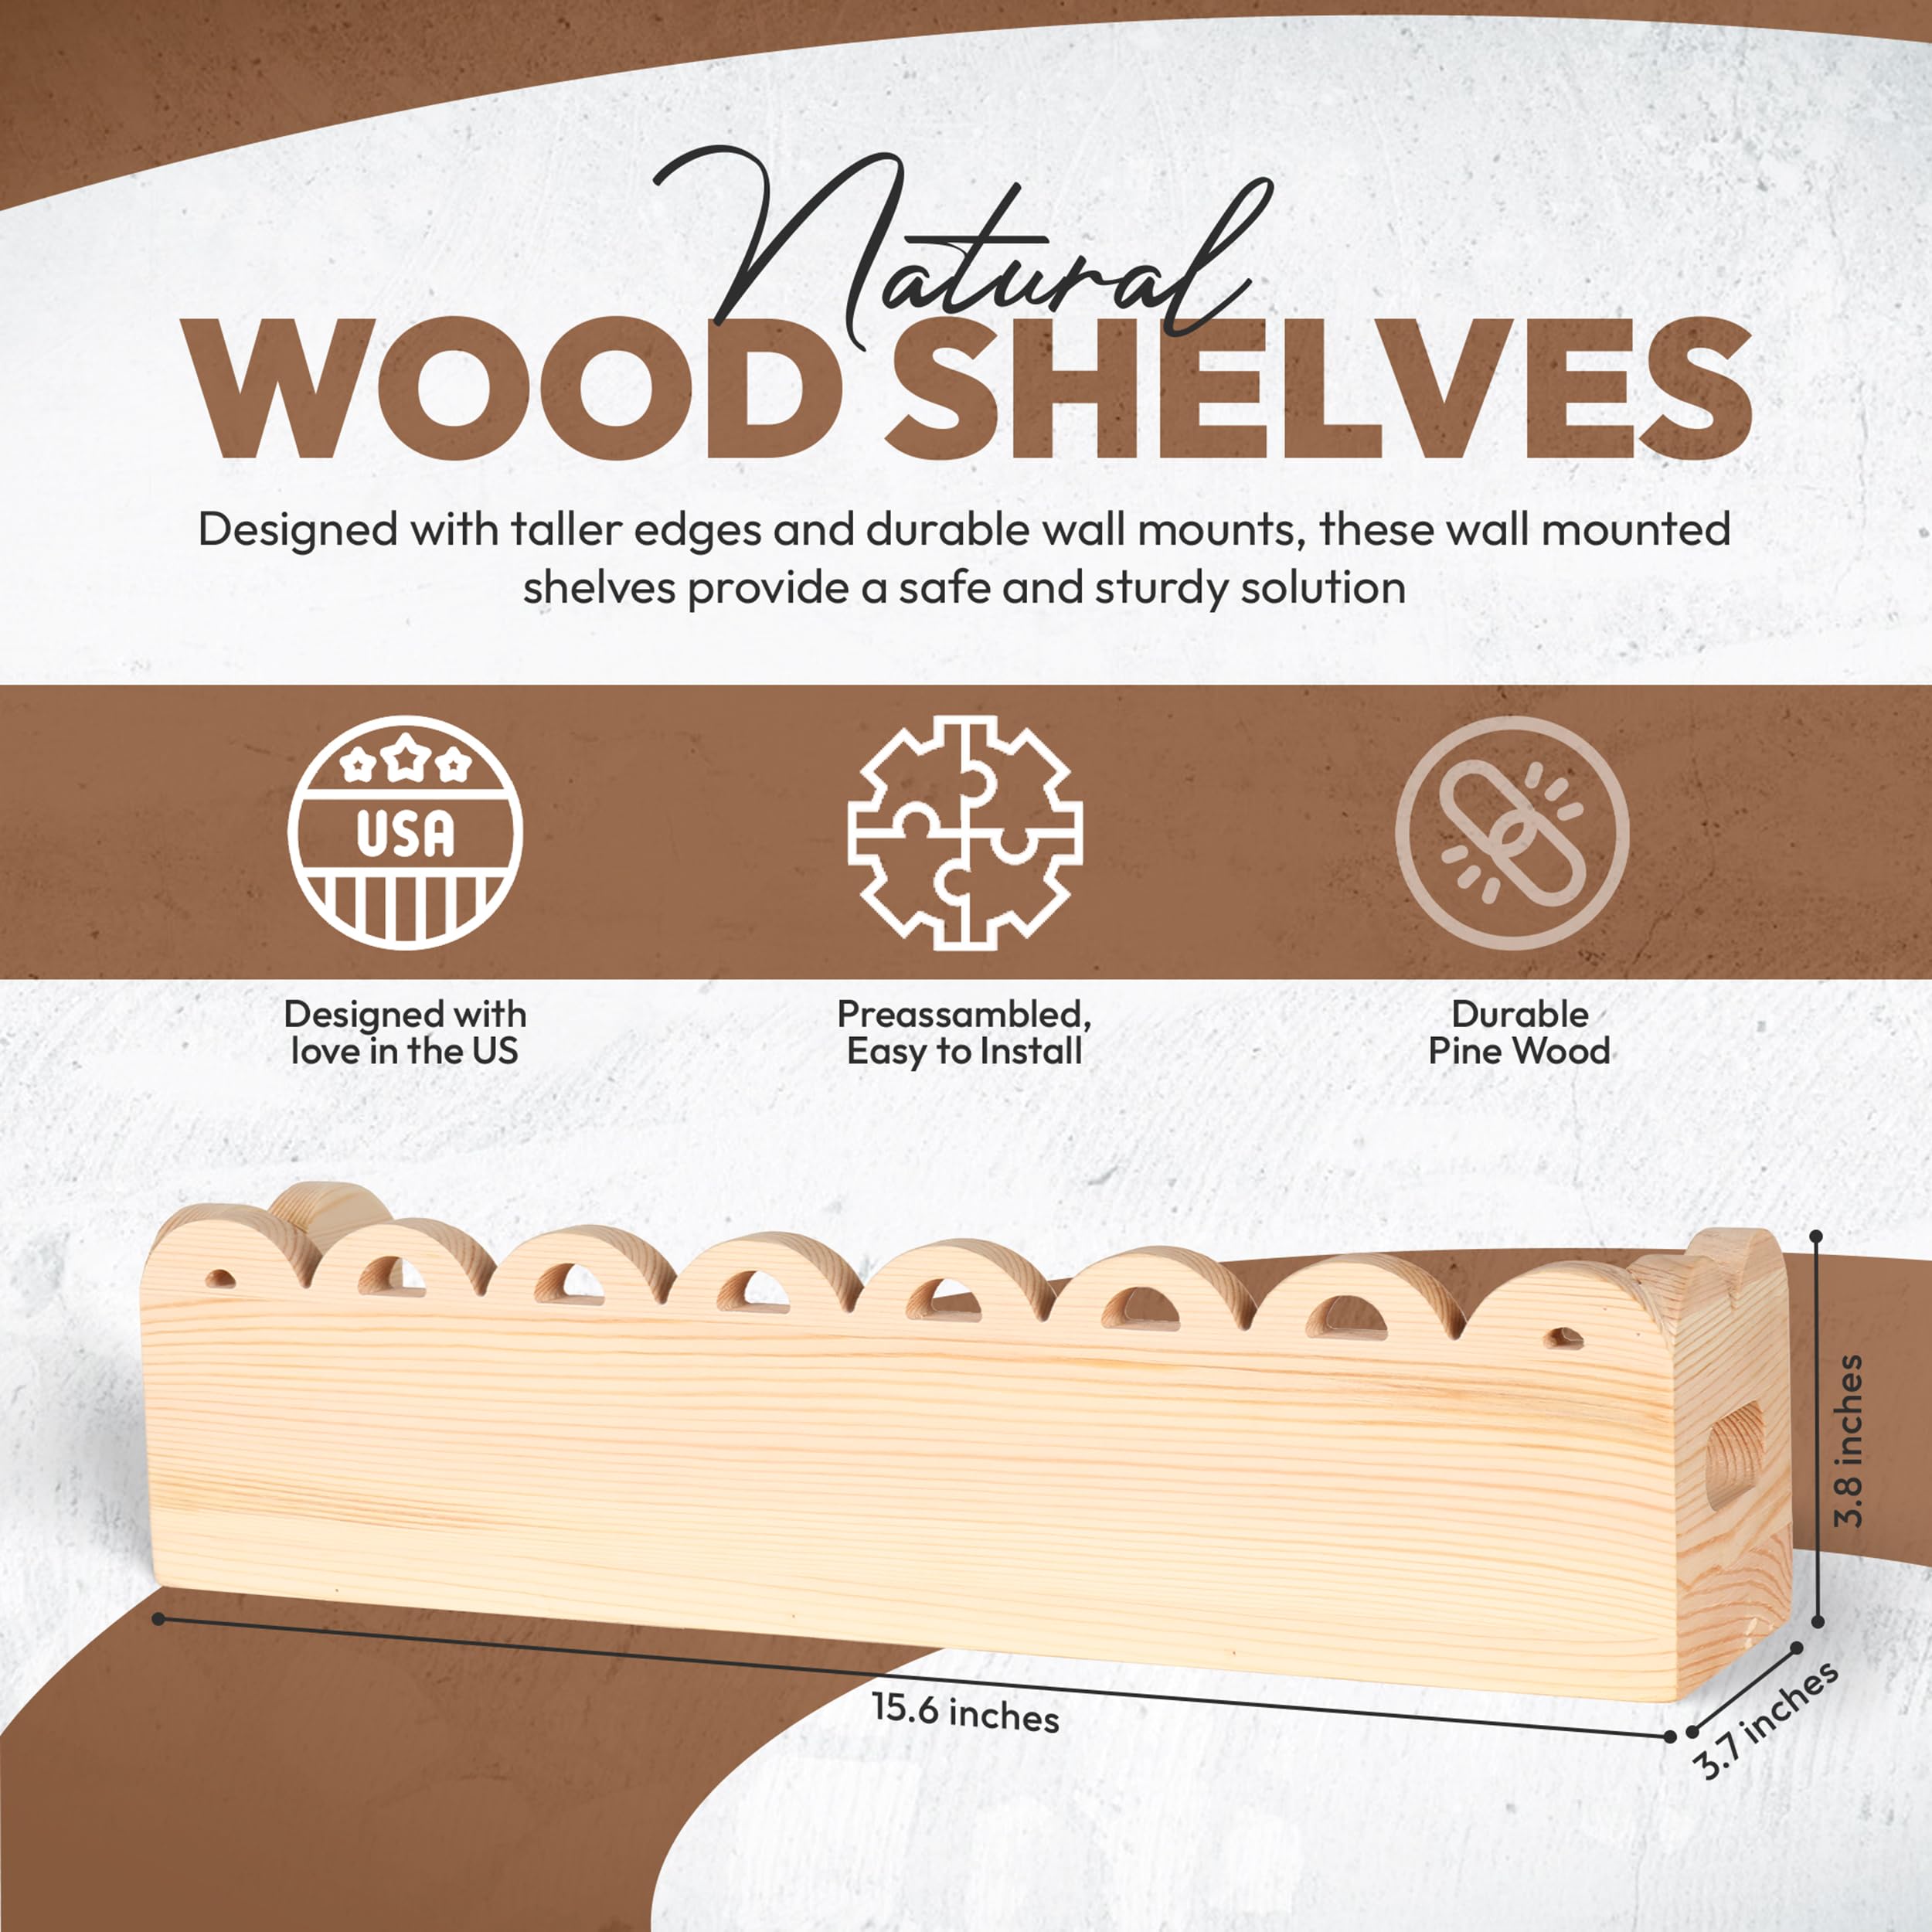 Natural
WOOD SHELVES
Designed with taller edges and durable wall mounts, these wall mounted
shelves provide a safe and sturdy solution
USA
Designed with
love in the US
Preassambled,
Easy to Install
Durable
Pine Wood
3.8 inches
15.6 inches
3.7 inches